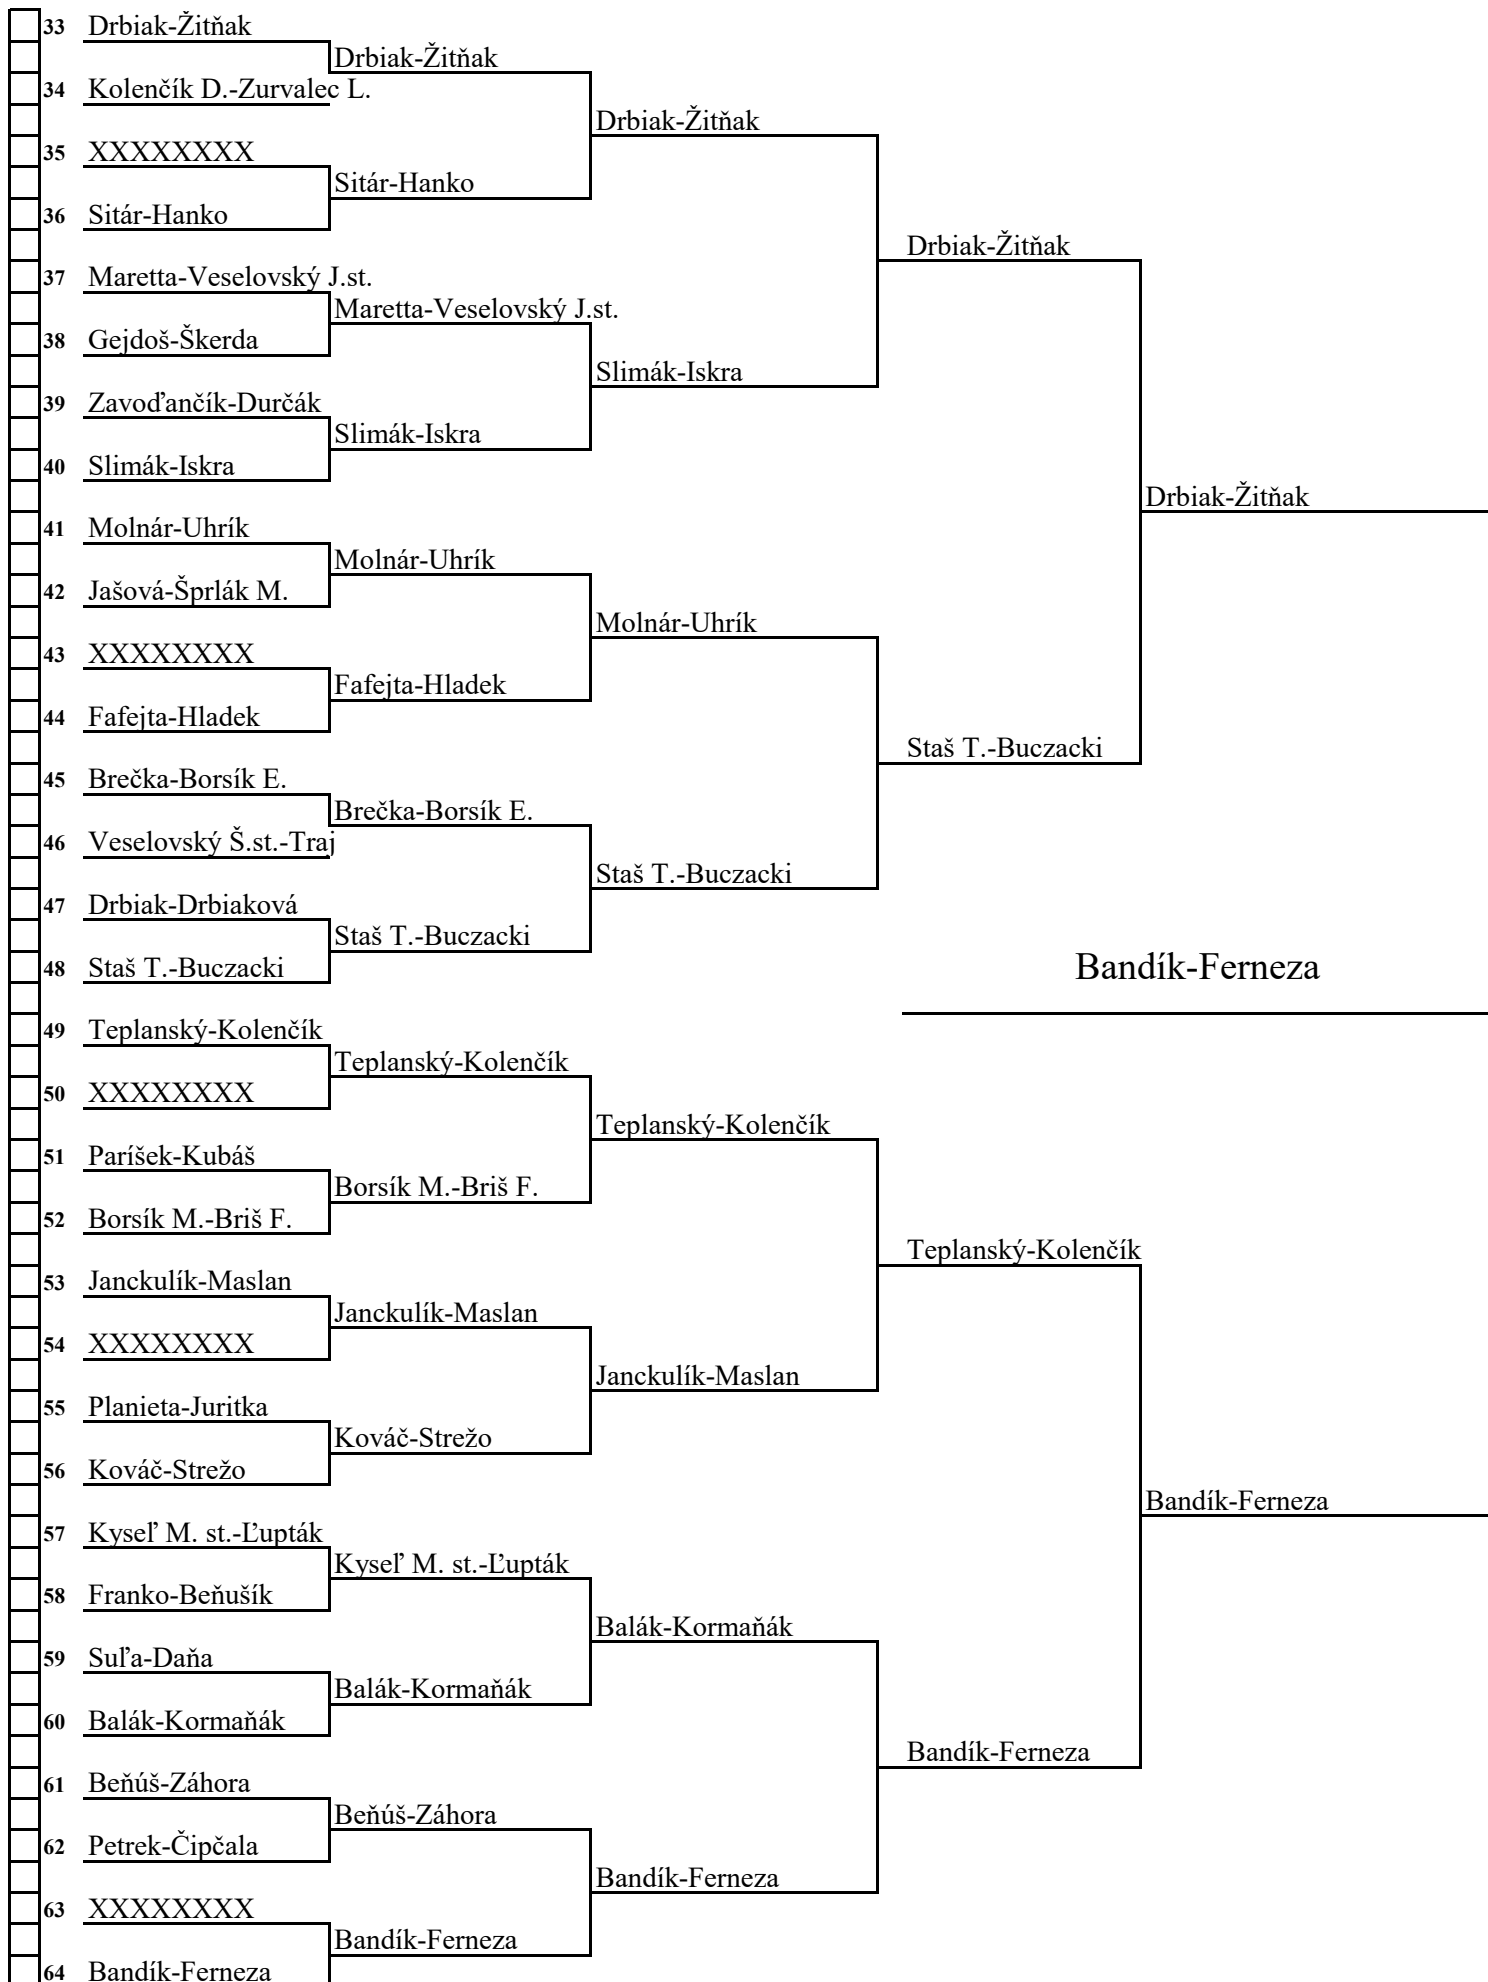 33 Drbiak-Žitňak
Drbiak-Žitňak
34 Kolenčík D.-Zurvalec L.
Drbiak-Žitňak
35 XXXXXXXX
Sitár-Hanko
36 Sitár-Hanko
Drbiak-Žitňak
37 Maretta-Veselovský J.st.
Maretta-Veselovský J.st.
38 Gejdoš-Škerda
Slimák-Iskra
39 Zavoďančík-Durčák
Slimák-Iskra
40 Slimák-Iskra
Drbiak-Žitňak
41 Molnár-Uhrík
Molnár-Uhrík
42 Jašová-Šprlák M.
Molnár-Uhrík
43 XXXXXXXX
Fafejta-Hladek
44 Fafejta-Hladek
Staš T.-Buczacki
45 Brečka-Borsík E.
Brečka-Borsík E.
46 Veselovský Š.st.-Traj
Staš T.-Buczacki
47 Drbiak-Drbiaková
Staš T.-Buczacki
48 Staš T.-Buczacki
Bandík-Ferneza
49 Teplanský-Kolenčík
Teplanský-Kolenčík
50 XXXXXXXX
Teplanský-Kolenčík
51 Paríšek-Kubáš
Borsík M.-Briš F.
52 Borsík M.-Briš F.
Teplanský-Kolenčík
53 Janckulík-Maslan
Janckulík-Maslan
54 XXXXXXXX
Janckulík-Maslan
55 Planieta-Juritka
Kováč-Strežo
56 Kováč-Strežo
Bandík-Ferneza
57 Kyseľ M. st.-Ľupták
Kyseľ M. st.-Ľupták
58 Franko-Beňušík
Balák-Kormaňák
59 Suľa-Daňa
Balák-Kormaňák
60 Balák-Kormaňák
Bandík-Ferneza
61 Beňúš-Záhora
Beňúš-Záhora
62 Petrek-Čipčala
Bandík-Ferneza
63 XXXXXXXX
Bandík-Ferneza
64 Bandík-Ferneza